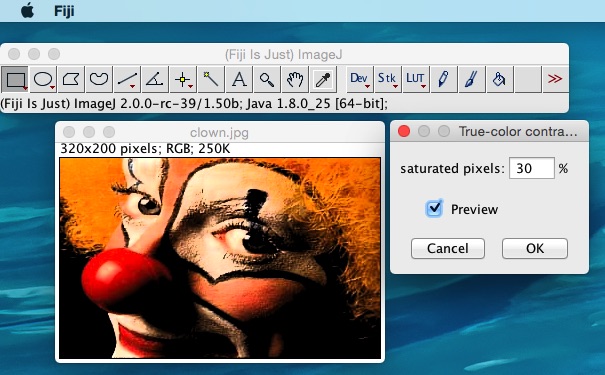 Fiji
(Fiji Is Just) ImageJ
A Dev Stk LUT >>
(Fiji Is Just) ImageJ 2.0.0-rc-39/1.50b; Java 1.8.0_25 [64-bit];
clown.jpg
320x200 pixels; RGB; 250K
True-color contra...
saturated pixels: 30 %
Preview
Cancel OK